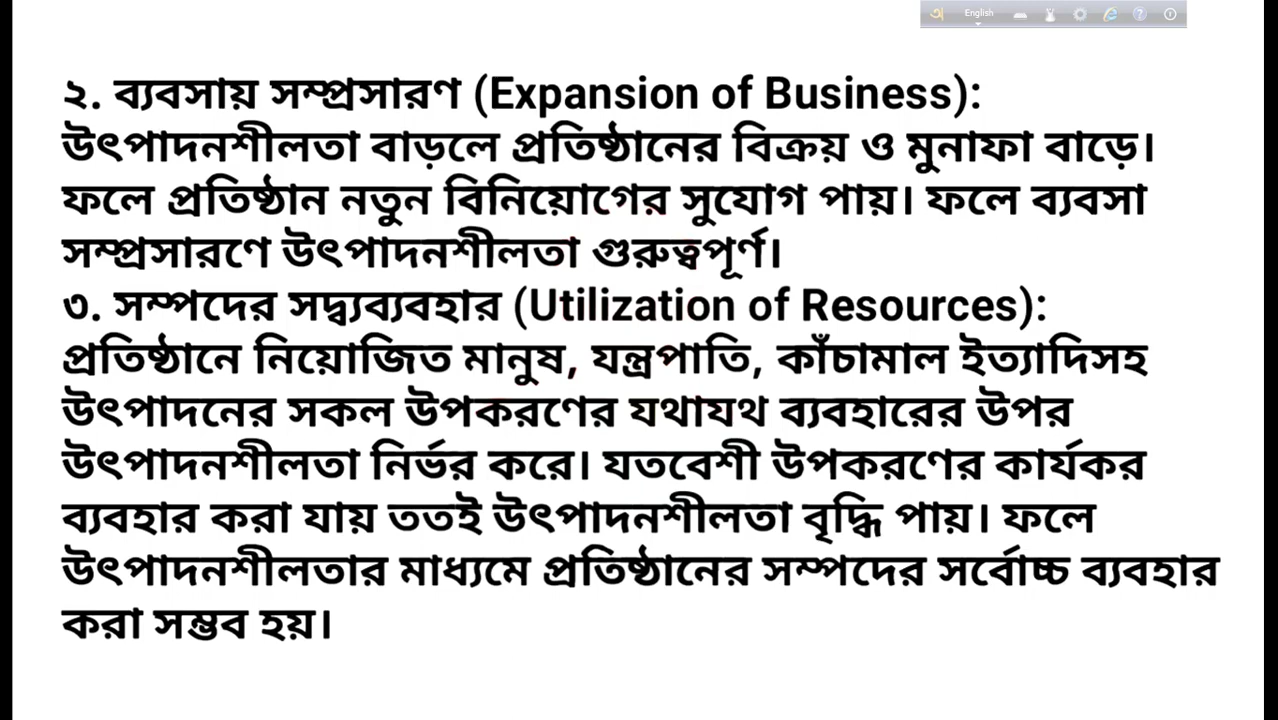 English
২. ব্যবসায় সম্প্রসারণ (Expansion of Business):
উৎপাদনশীলতা বাড়লে প্রতিষ্ঠানের বিক্রয় ও মুনাফা বাড়ে।
ফলে প্রতিষ্ঠান নতুন বিনিয়োগের সুযোগ পায়। ফলে ব্যবসা
সম্প্রসারণে উৎপাদনশীলতা গুরুত্বপূর্ণ।
৩. সম্পদের সদ্ব্যব্যবহার (Utilization of Resources):
প্রতিষ্ঠানে নিয়োজিত মানুষ, যন্ত্রপাতি, কাঁচামাল ইত্যাদিসহ
উৎপাদনের সকল উপকরণের যথাযথ ব্যবহারের উপর
উৎপাদনশীলতা নির্ভর করে। যতবেশী উপকরণের কার্যকর
ব্যবহার করা যায় ততই উৎপাদনশীলতা বৃদ্ধি পায়। ফলে
উৎপাদনশীলতার মাধ্যমে প্রতিষ্ঠানের সম্পদের সর্বোচ্চ ব্যবহার
করা সম্ভব হয়।